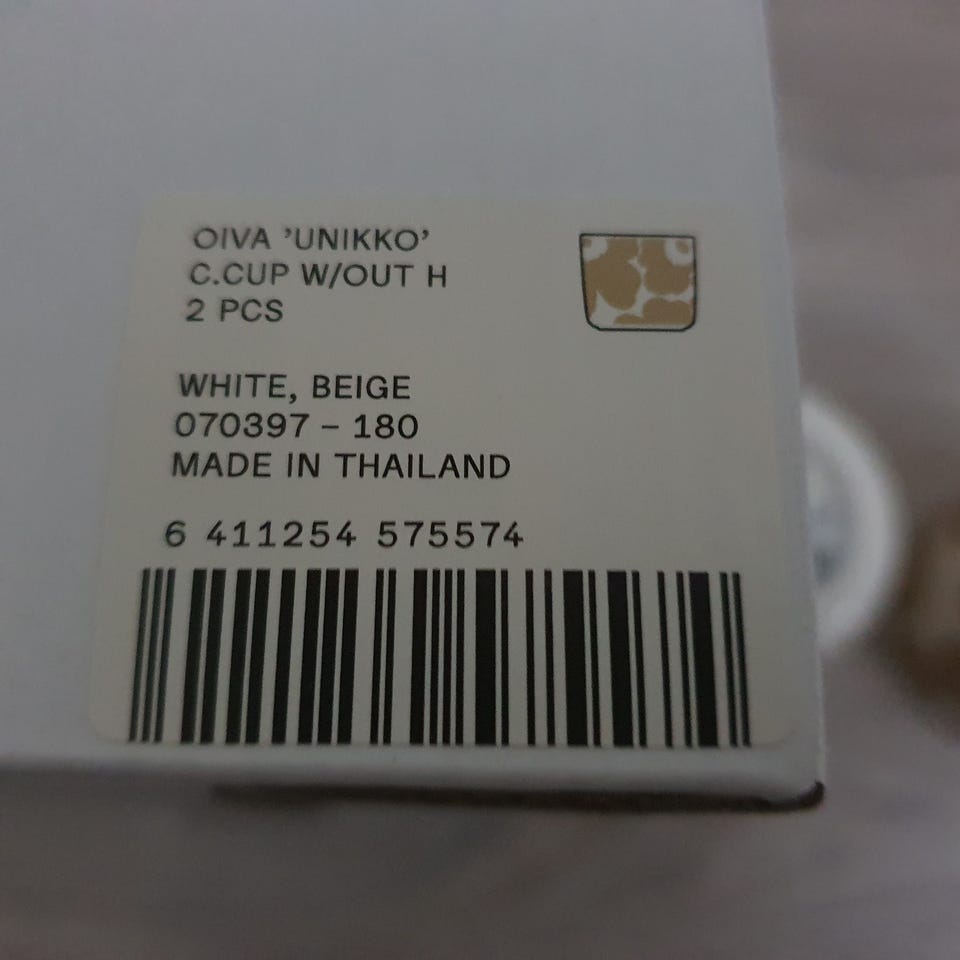 OIVA 'UNIKKO'
C.CUP W/OUT H
2 PCS
WHITE, BEIGE
070397 – 180
MADE IN THAILAND
6 411254 575574